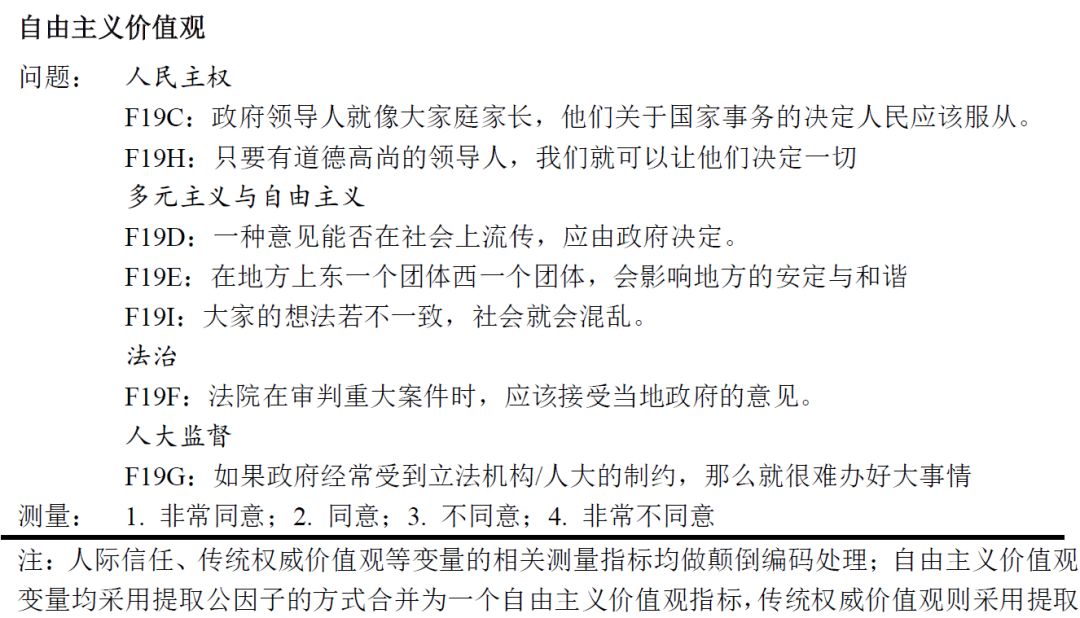 自由主义价值观
问题： 人民主权
F19C：政府领导人就像大家庭家长，他们关于国家事务的决定人民应该服从。
F19H：只要有道德高尚的领导人，我们就可以让他们决定一切
多元主义与自由主义
F19D：一种意见能否在社会上流传，应由政府决定。
F19E：在地方上东一个团体西一个团体，会影响地方的安定与和谐
F19I：大家的想法若不一致，社会就会混乱。
法治
F19F：法院在审判重大案件时，应该接受当地政府的意见。
人大监督
F19G：如果政府经常受到立法机构/人大的制约，那么就很难办好大事情
测量： 1. 非常同意；2. 同意；3. 不同意；4. 非常不同意
注：人际信任、传统权威价值观等变量的相关测量指标均做颠倒编码处理；自由主义价值观
变量均采用提取公因子的方式合并为一个自由主义价值观指标，传统权威价值观则采用提取